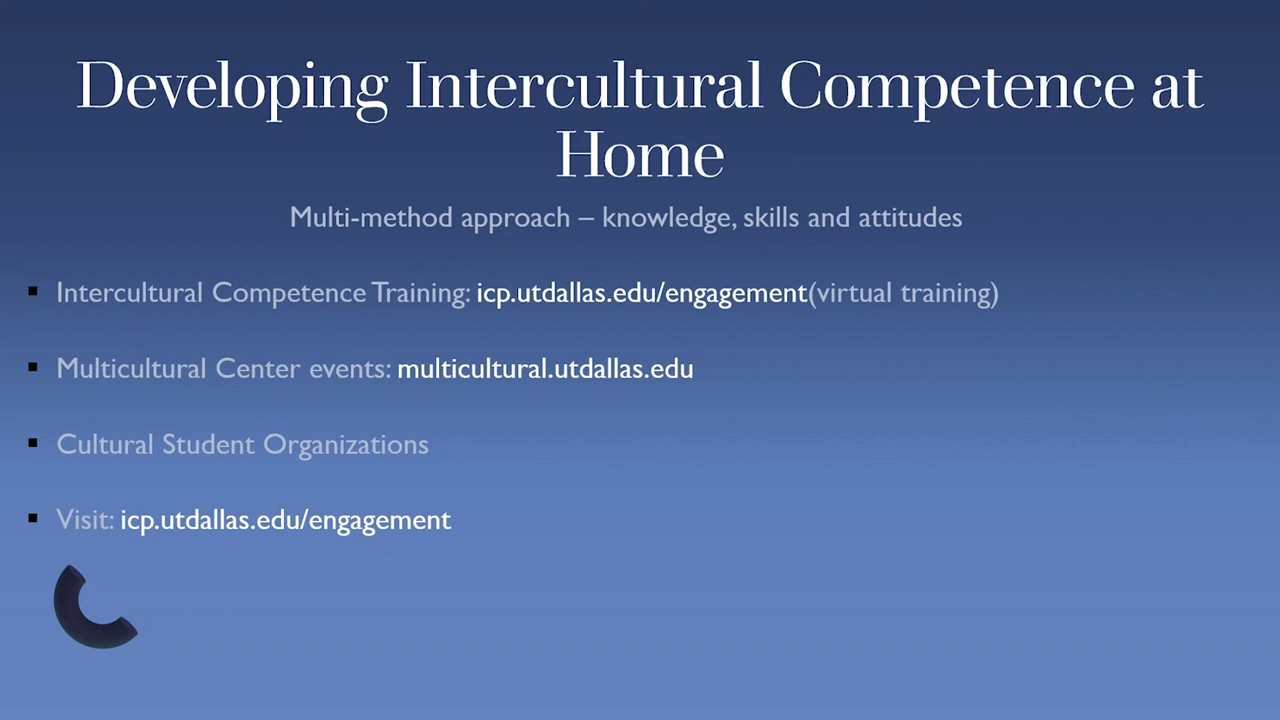 Developing Intercultural Competence at
Home
Multi-method approach – knowledge, skills and attitudes
▪ Intercultural Competence Training: icp.utdallas.edu/engagement(virtual training)
▪ Multicultural Center events: multicultural.utdallas.edu
▪ Cultural Student Organizations
▪ Visit: icp.utdallas.edu/engagement